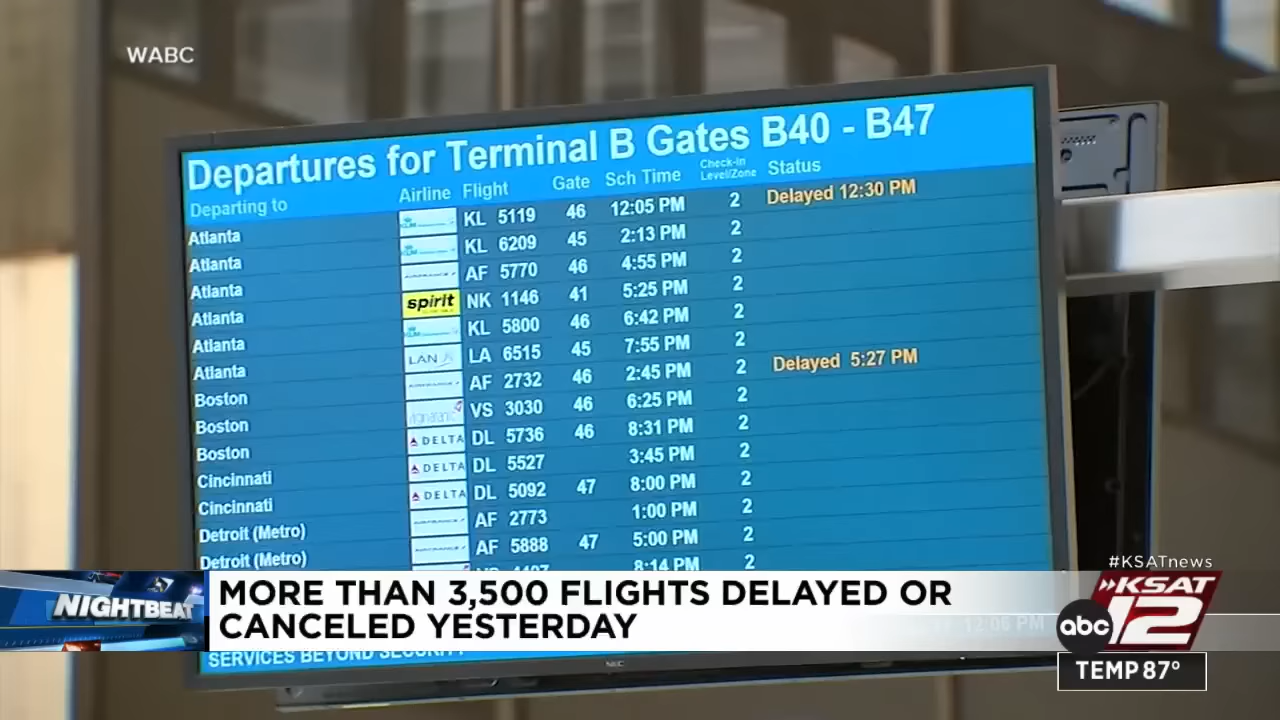 WABC
Departures for Terminal B Gates B40 - B47
Departing to Airline Flight Gate Sch Time Check-in Level/Zone Status
Atlanta KLM KL 5119 46 12:05 PM 2 Delayed 12:30 PM
Atlanta KLM KL 6209 45 2:13 PM 2
Atlanta AF 5770 46 4:55 PM 2
Atlanta spirit NK 1146 41 5:25 PM 2
Atlanta KLM KL 5800 46 6:42 PM 2
Atlanta LAN LA 6515 45 7:55 PM 2
Boston AF 2732 46 2:45 PM 2 Delayed 5:27 PM
Boston VS 3030 46 6:25 PM 2
Boston DELTA DL 5736 46 8:31 PM 2
Cincinnati DELTA DL 5527 3:45 PM 2
Cincinnati DELTA DL 5092 47 8:00 PM 2
Detroit (Metro) AF 2773 1:00 PM 2
Detroit (Metro) AF 5888 47 5:00 PM 2
8:14 PM 2
#KSATnews
NIGHTBEAT
MORE THAN 3,500 FLIGHTS DELAYED OR
CANCELED YESTERDAY
12:06 PM
abc KSAT 12
SERVICES BEYOND SECURITY
NEC
TEMP 87°